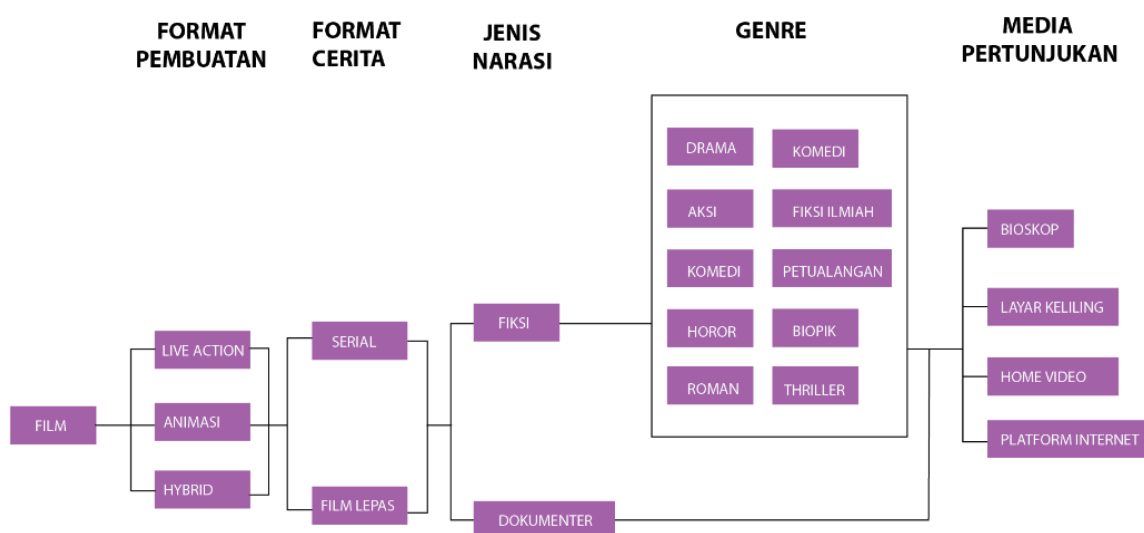 FORMAT
PEMBUATAN
FORMAT
CERITA
JENIS
NARASI
GENRE
MEDIA
PERTUNJUKAN
FILM
LIVE ACTION
ANIMASI
HYBRID
SERIAL
FILM LEPAS
FIKSI
DOKUMENTER
DRAMA
KOMEDI
AKSI
FIKSI ILMIAH
KOMEDI
PETUALANGAN
HOROR
BIOPIK
ROMAN
THRILLER
BIOSKOP
LAYAR KELILING
HOME VIDEO
PLATFORM INTERNET